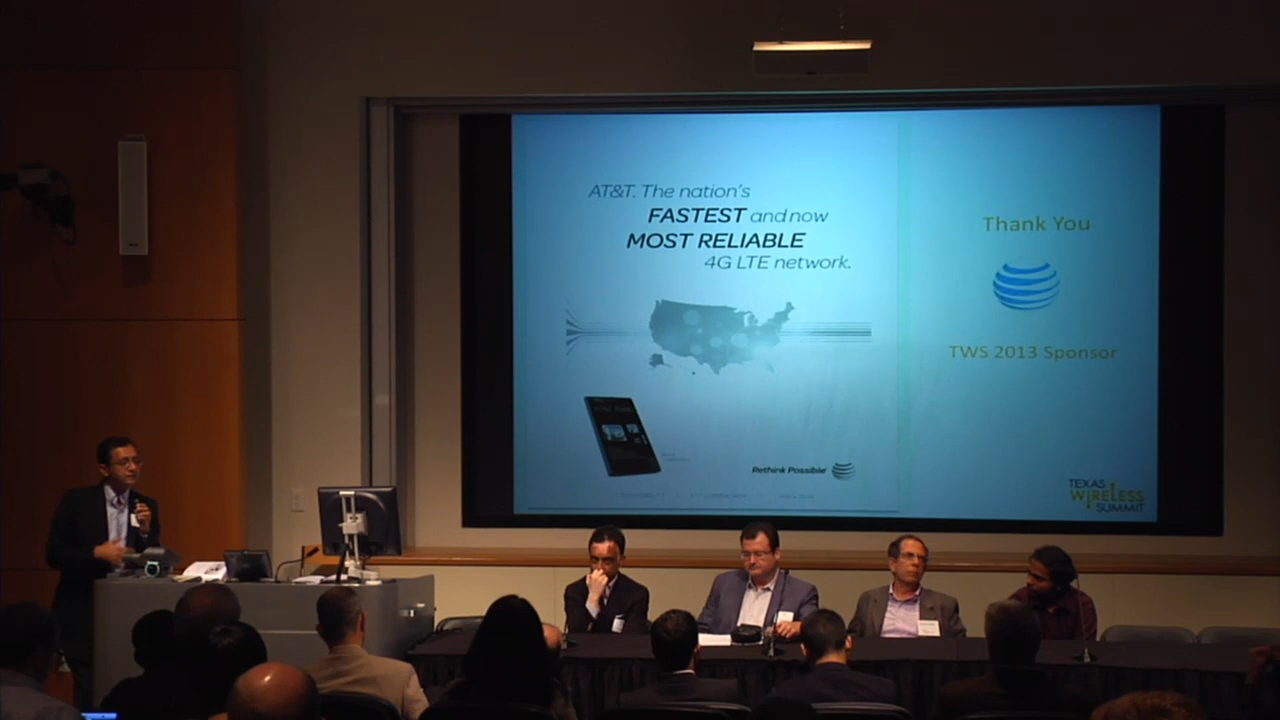 AT&T. The nation's
FASTEST and now
MOST RELIABLE
4G LTE network.
Rethink Possible
Thank You
TWS 2013 Sponsor
TEXAS
WIRELESS
SUMMIT